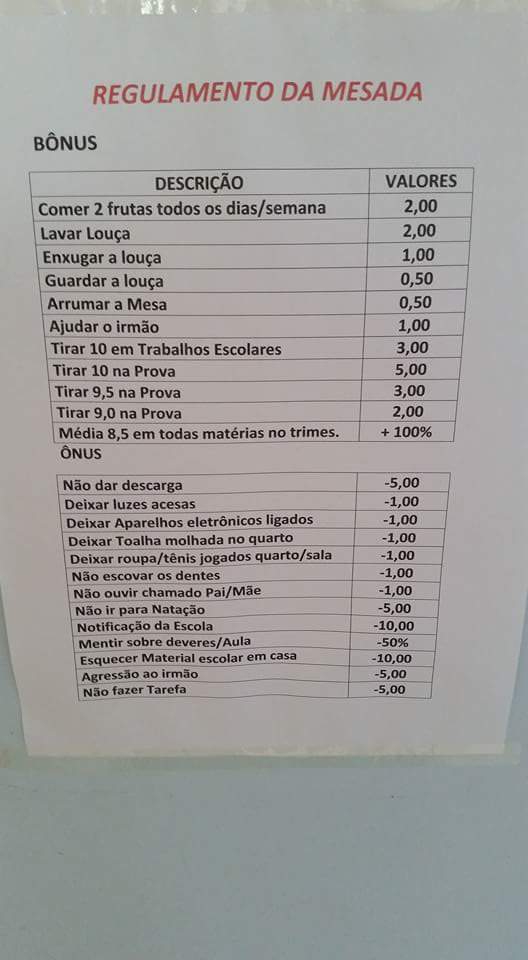 REGULAMENTO DA MESADA
BÔNUS
DESCRIÇÃO VALORES
Comer 2 frutas todos os dias/semana 2,00
Lavar Louça 2,00
Enxugar a louça 1,00
Guardar a louça 0,50
Arrumar a Mesa 0,50
Ajudar o irmão 1,00
Tirar 10 em Trabalhos Escolares 3,00
Tirar 10 na Prova 5,00
Tirar 9,5 na Prova 3,00
Tirar 9,0 na Prova 2,00
Média 8,5 em todas matérias no trimes. + 100%
ÔNUS
Não dar descarga -5,00
Deixar luzes acesas -1,00
Deixar Aparelhos eletrônicos ligados -1,00
Deixar Toalha molhada no quarto -1,00
Deixar roupa/tênis jogados quarto/sala -1,00
Não escovar os dentes -1,00
Não ouvir chamado Pai/Mãe -1,00
Não ir para Natação -5,00
Notificação da Escola -10,00
Mentir sobre deveres/Aula -50%
Esquecer Material escolar em casa -10,00
Agressão ao irmão -5,00
Não fazer Tarefa -5,00